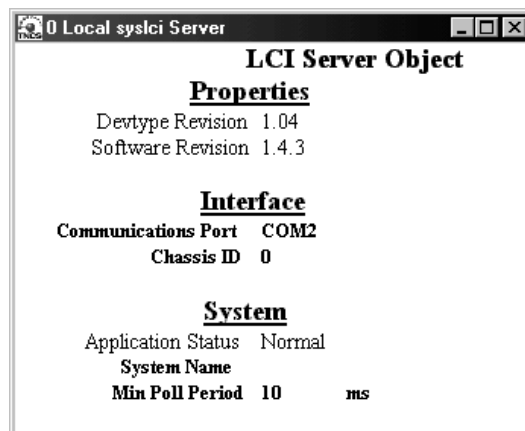 0 Local syslci Server
LCI Server Object
Properties
Devtype Revision 1.04
Software Revision 1.4.3
Interface
Communications Port COM2
Chassis ID 0
System
Application Status Normal
System Name
Min Poll Period 10 ms